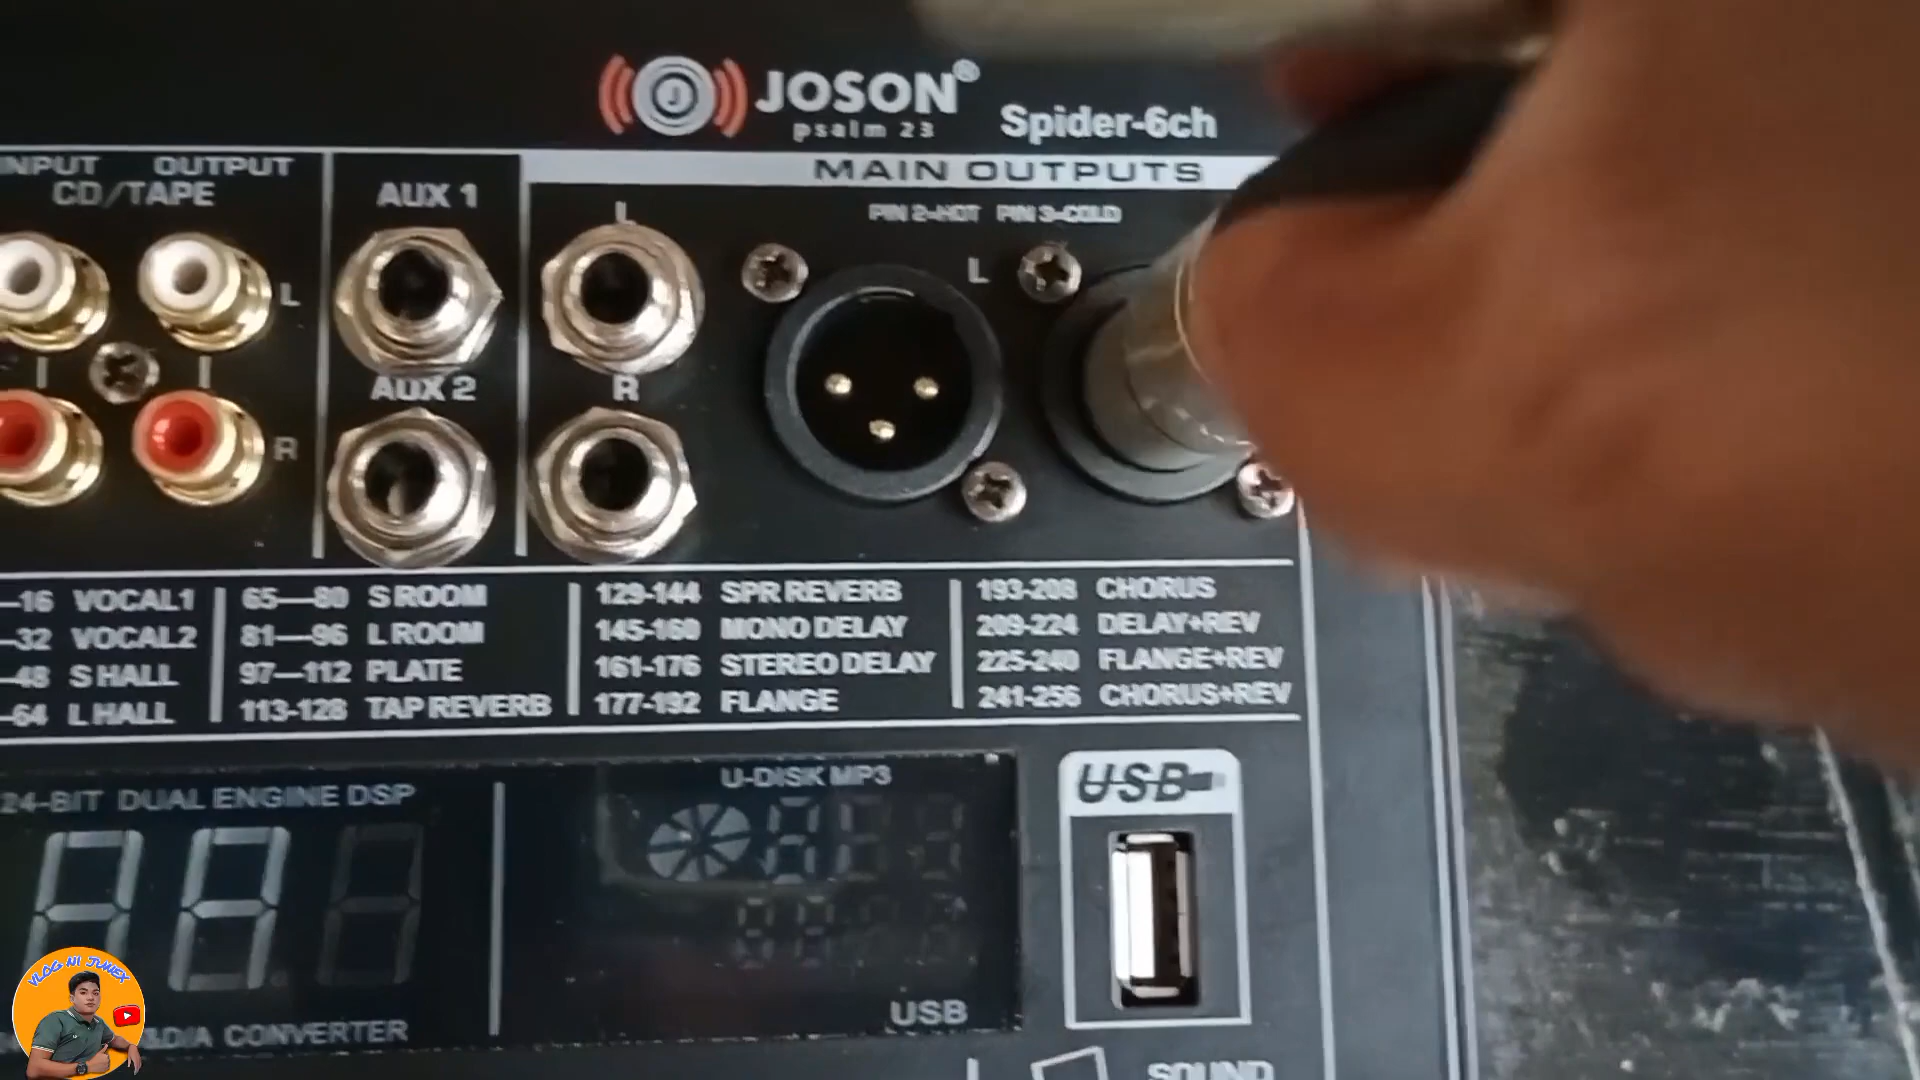 JOSON®
psalm 23
Spider-6ch
INPUT OUTPUT
CD/TAPE
AUX 1
MAIN OUTPUTS
PIN 2-HOT PIN 3-COLD
L
L
L
AUX 2
R
R
-16 VOCAL1
-32 VOCAL2
-48 S HALL
-64 L HALL
65-80 S ROOM
81-96 L ROOM
97-112 PLATE
113-128 TAP REVERB
129-144 SPR REVERB
145-160 MONO DELAY
161-176 STEREO DELAY
177-192 FLANGE
193-208 CHORUS
209-224 DELAY+REV
225-240 FLANGE+REV
241-256 CHORUS+REV
24-BIT DUAL ENGINE DSP
U-DISK MP3
USB
USB
VLOG NI JUNEX
D/A CONVERTER
SOUND